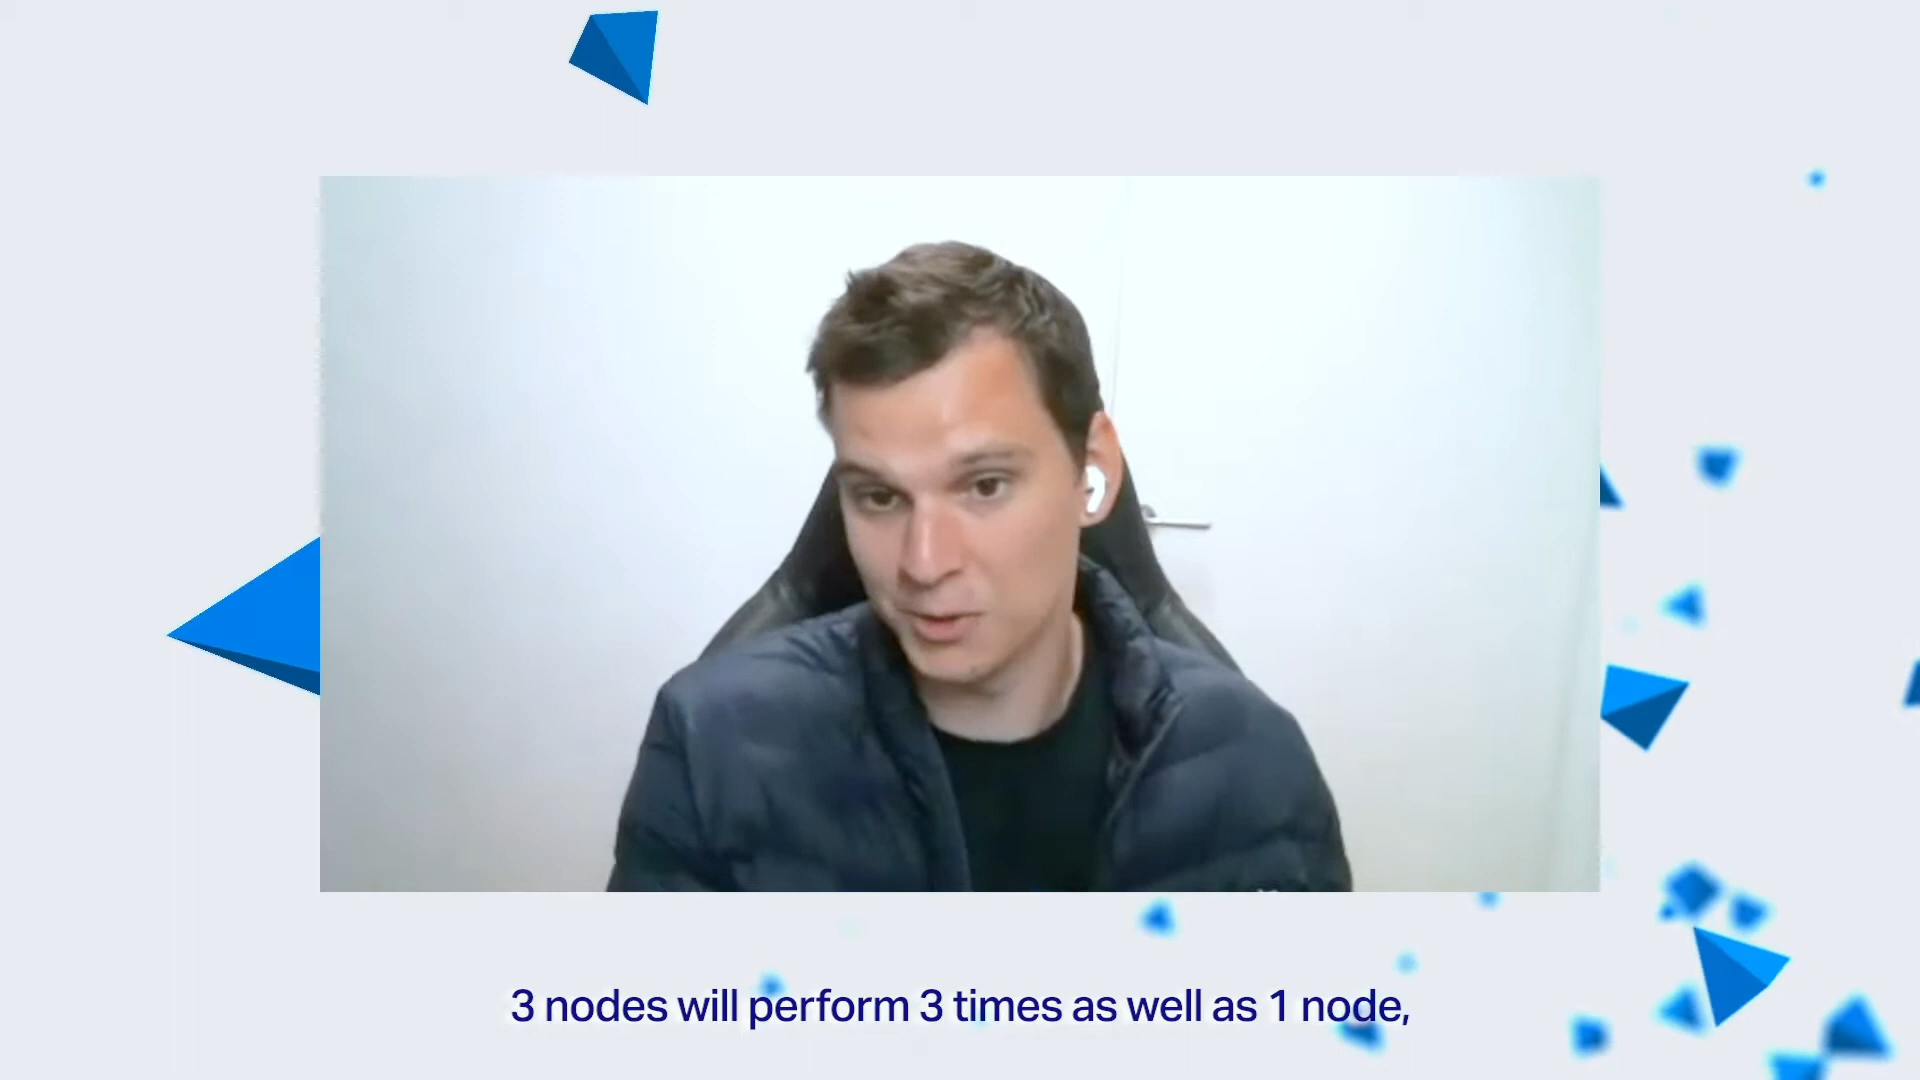 3 nodes will perform 3 times as well as 1 node,